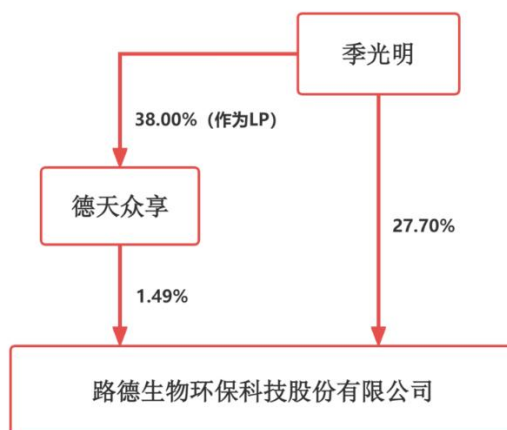 季光明
38.00%（作为LP）
德天众享
27.70%
1.49%
路德生物环保科技股份有限公司